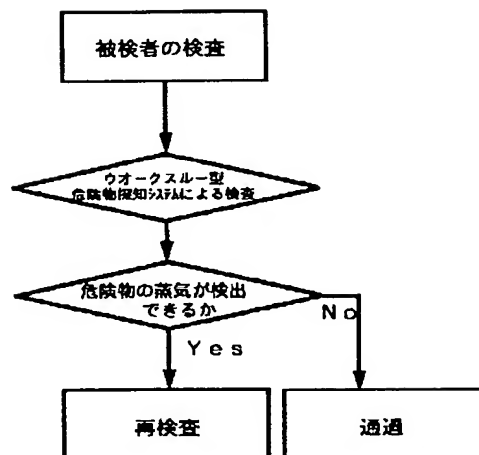 被検者の検査
ウオークスルー型
危険物探知システムによる検査
危険物の蒸気が検出
できるか
No
Yes
再検査
通過